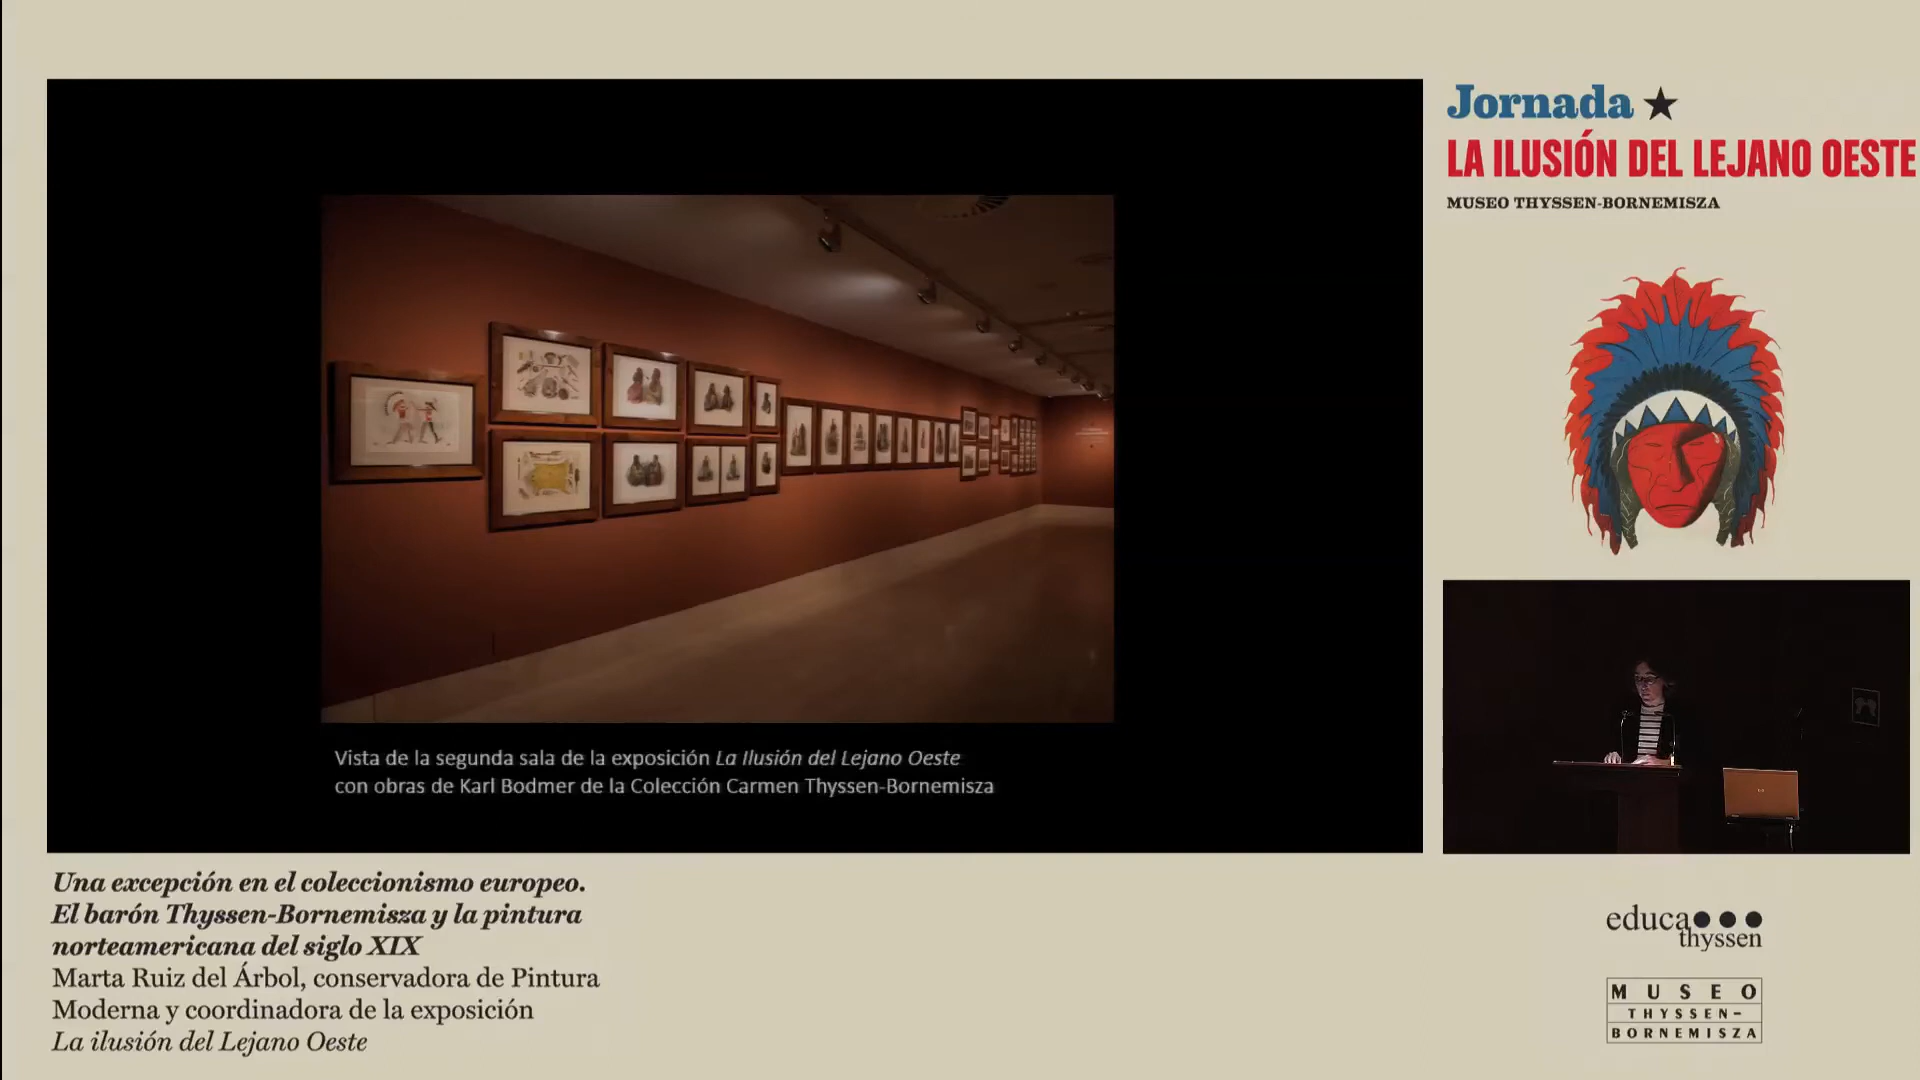 Jornada ★
LA ILUSIÓN DEL LEJANO OESTE
MUSEO THYSSEN-BORNEMISZA
Vista de la segunda sala de la exposición La Ilusión del Lejano Oeste
con obras de Karl Bodmer de la Colección Carmen Thyssen-Bornemisza
Una excepción en el coleccionismo europeo.
El barón Thyssen-Bornemisza y la pintura
norteamericana del siglo XIX
Marta Ruiz del Árbol, conservadora de Pintura
Moderna y coordinadora de la exposición
La ilusión del Lejano Oeste
educa
thyssen
MUSEO
THYSSEN-
BORNEMISZA